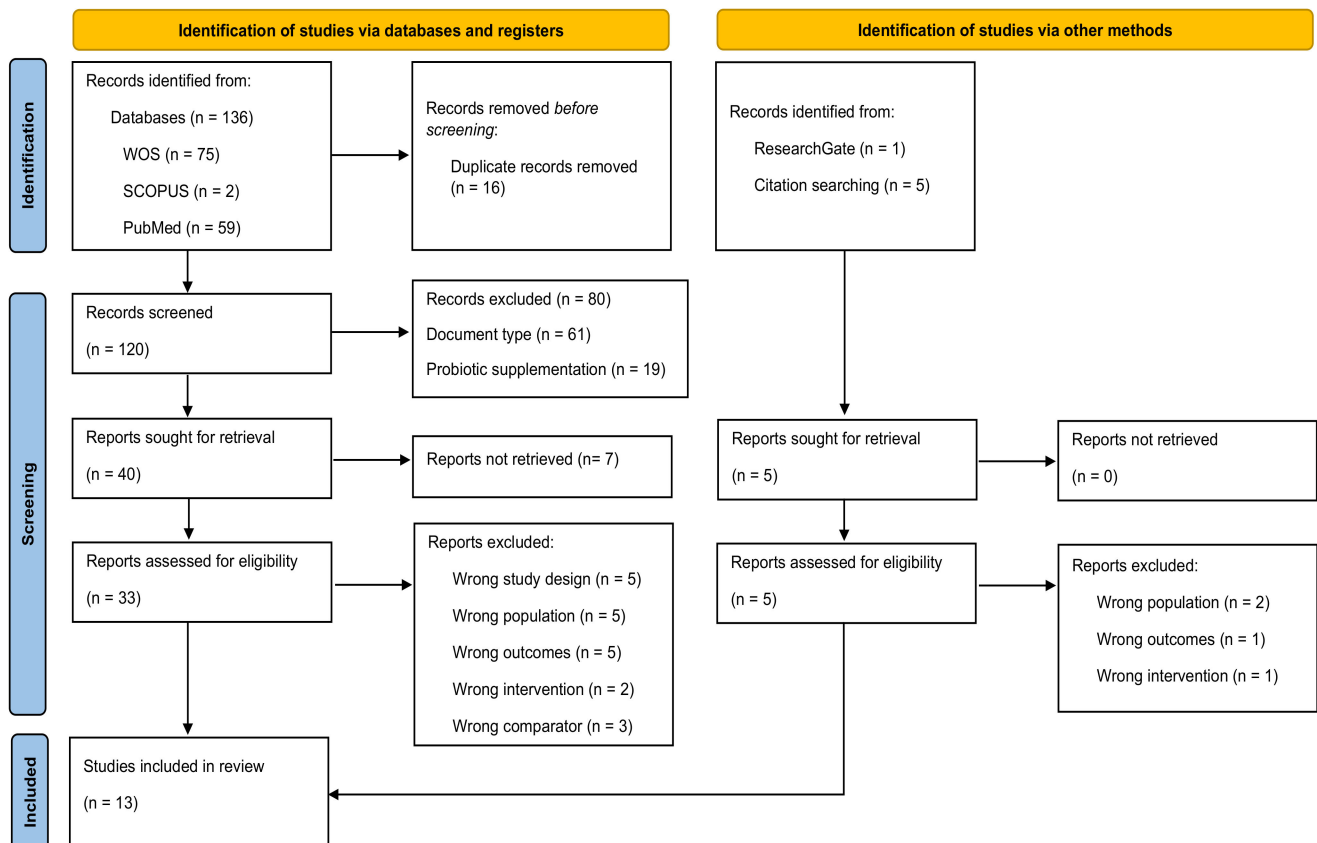 Identification of studies via databases and registers
Identification of studies via other methods
Identification
Records identified from:
Databases (n = 136)
WOS (n = 75)
SCOPUS (n = 2)
PubMed (n = 59)
Records removed before
screening:
Duplicate records removed
(n = 16)
Records identified from:
ResearchGate (n = 1)
Citation searching (n = 5)
Screening
Records screened
(n = 120)
Records excluded (n = 80)
Document type (n = 61)
Probiotic supplementation (n = 19)
Reports sought for retrieval
(n = 40)
Reports not retrieved (n= 7)
Reports sought for retrieval
(n = 5)
Reports not retrieved
(n = 0)
Reports assessed for eligibility
(n = 33)
Reports excluded:
Wrong study design (n = 5)
Wrong population (n = 5)
Wrong outcomes (n = 5)
Wrong intervention (n = 2)
Wrong comparator (n = 3)
Reports assessed for eligibility
(n = 5)
Reports excluded:
Wrong population (n = 2)
Wrong outcomes (n = 1)
Wrong intervention (n = 1)
Included
Studies included in review
(n = 13)